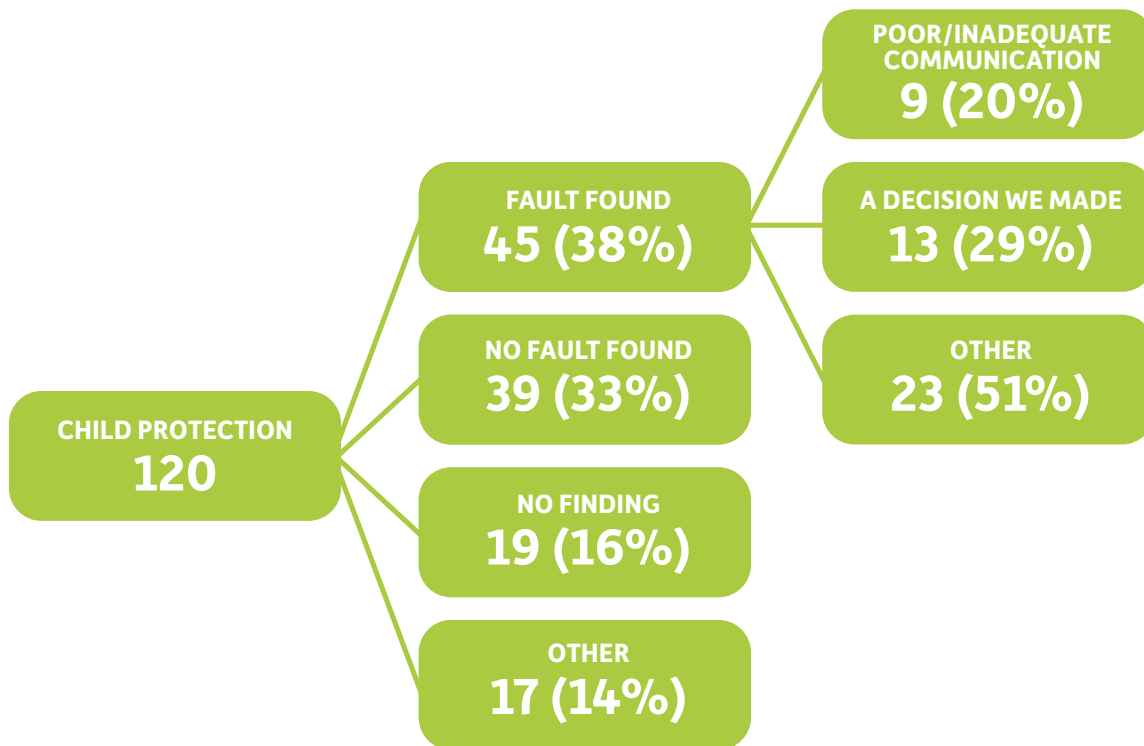 CHILD PROTECTION
120
FAULT FOUND
45 (38%)
NO FAULT FOUND
39 (33%)
NO FINDING
19 (16%)
OTHER
17 (14%)
POOR/INADEQUATE
COMMUNICATION
9 (20%)
A DECISION WE MADE
13 (29%)
OTHER
23 (51%)